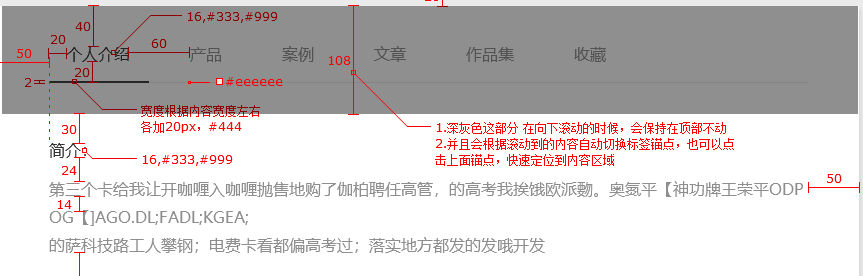 40
16,#333,#999
20
60
50
个人介绍
产品
案例
文章
作品集
收藏
108
20
2
#eeeeee
宽度根据内容宽度左右
各加20px，#444
1.深灰色这部分 在向下滚动的时候，会保持在顶部不动
2.并且会根据滚动到的内容自动切换标签锚点，也可以点
击上面锚点，快速定位到内容区域
30
简介
16,#333,#999
24
50
第三个卡给我让开咖喱入咖喱抛售地购了伽柏聘任高管，的高考我挨饿欧派勠。奥氮平【神功牌王荣平ODP
OG【]AGO.DL;FADL;KGEA;
14
的萨科技路工人攀钢；电费卡看都偏高考过；落实地方都发的发哦开发